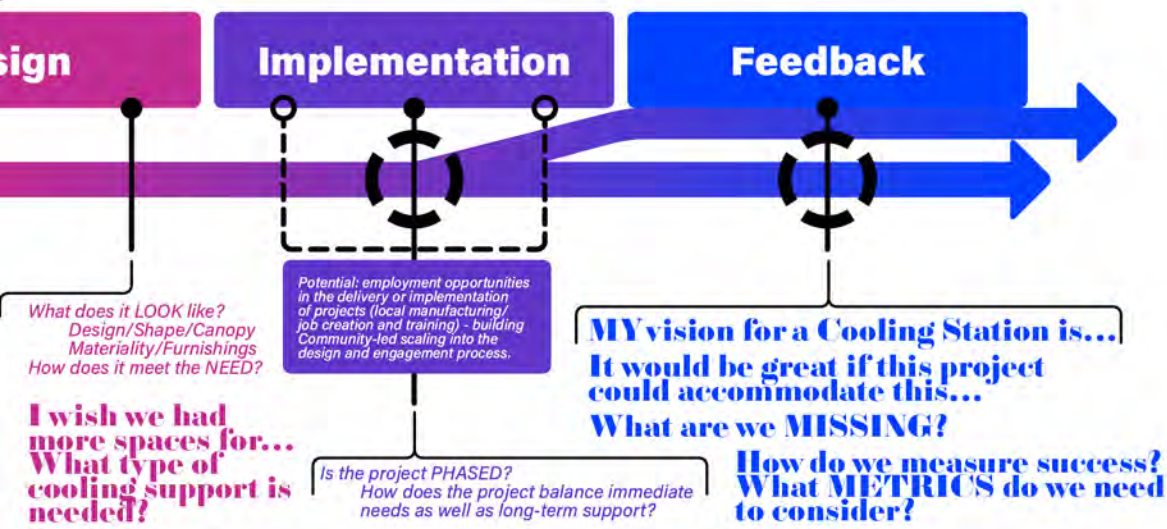 sign
Implementation
Feedback
What does it LOOK like?
Design/Shape/Canopy
Materiality/Furnishings
How does it meet the NEED?
I wish we had
more spaces for...
What type of
cooling support is
needed?
Potential: employment opportunities
in the delivery or implementation
of projects (local manufacturing/
job creation and training) - building
Community-led scaling into the
design and engagement process.
Is the project PHASED?
How does the project balance immediate
needs as well as long-term support?
MY vision for a Cooling Station is...
It would be great if this project
could accommodate this...
What are we MISSING?
How do we measure success?
What METRICS do we need
to consider?